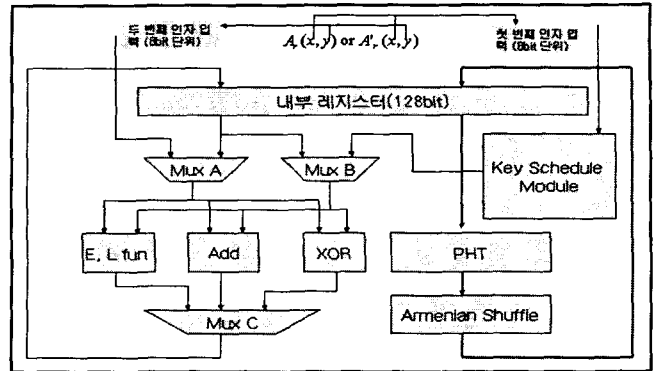 두 번째 인자 입
력 (8bit 단위)
A_r(x, y) or A'_r (x, y)
첫 번째 인자 입
력 (8bit 단위)
내부 레지스터(128bit)
Mux A
Mux B
Key Schedule
Module
E, L fun
Add
XOR
PHT
Mux C
Armenian Shuffle